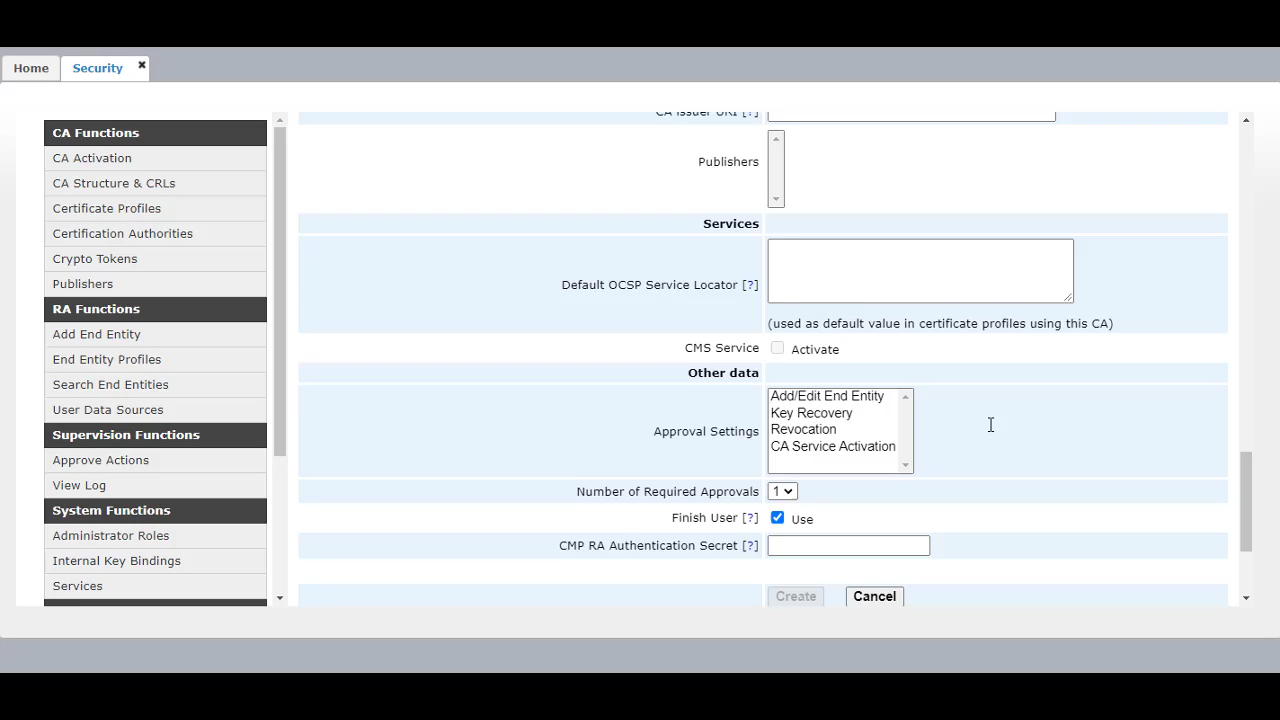 Home
Security
CA Functions
CA Activation
CA Structure & CRLs
Certificate Profiles
Certification Authorities
Crypto Tokens
Publishers
RA Functions
Add End Entity
End Entity Profiles
Search End Entities
User Data Sources
Supervision Functions
Approve Actions
View Log
System Functions
Administrator Roles
Internal Key Bindings
Services
CA Issuer URI [?]
Publishers
Services
Default OCSP Service Locator [?]
(used as default value in certificate profiles using this CA)
CMS Service Activate
Other data
Approval Settings
Add/Edit End Entity
Key Recovery
Revocation
CA Service Activation
Number of Required Approvals 1
Finish User [?] Use
CMP RA Authentication Secret [?]
Create Cancel